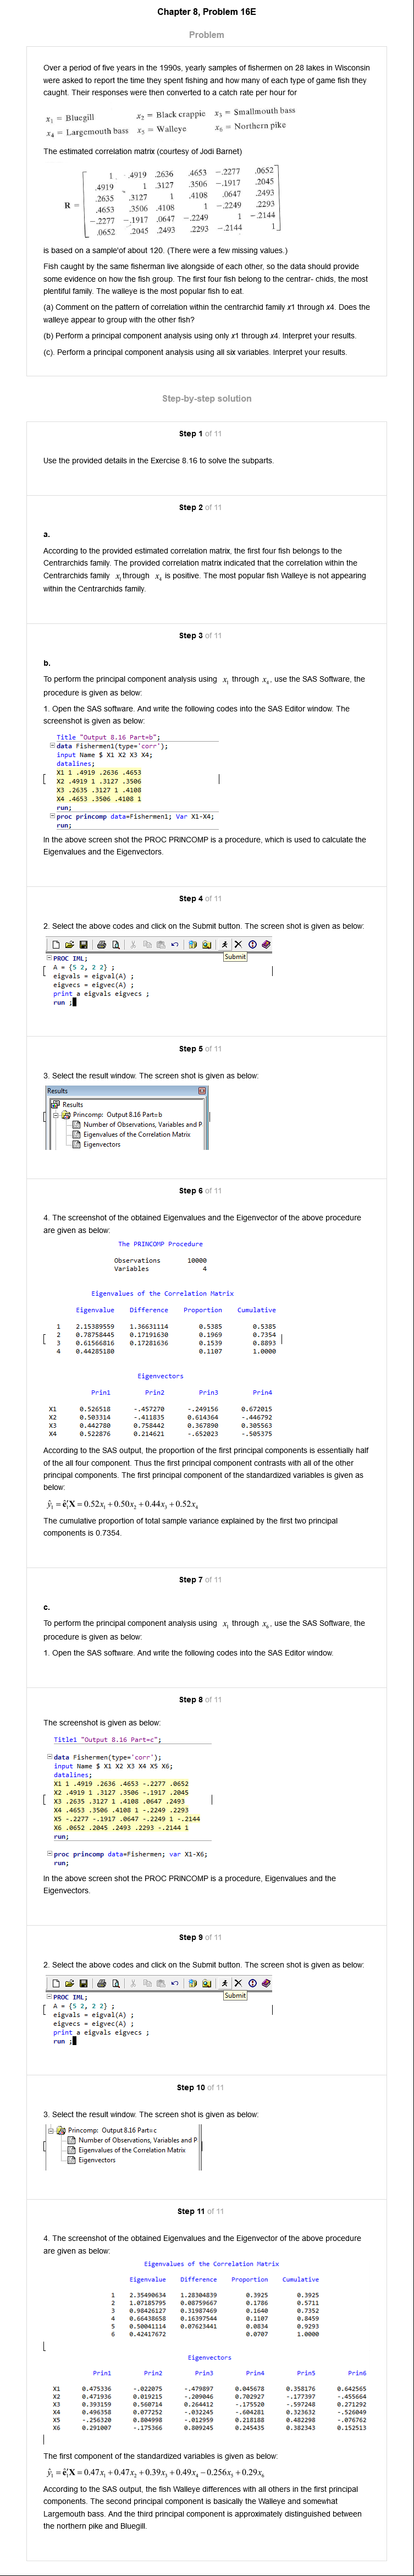 Chapter 8, Problem 16E
Problem
Over a period of five years in the 1990s, yearly samples of fishermen on 28 lakes in Wisconsin
were asked to report the time they spent fishing and how many of each type of game fish they
caught. Their responses were then converted to a catch rate per hour for
x₁ = Bluegill x₂ = Black crappie x₃ = Smallmouth bass
x₄ = Largemouth bass x₅ = Walleye x₆ = Northern pike
The estimated correlation matrix (courtesy of Jodi Barnet)
1 .4919 .2636 .4653 -.2277 .0652
.4919 1 .3127 .3506 -.1917 .2045
R = .2635 .3127 1 .4108 .0647 .2493
.4653 .3506 .4108 1 -.2249 .2293
-.2277 -.1917 .0647 -.2249 1 -.2144
.0652 .2045 .2493 .2293 -.2144 1
is based on a sample'of about 120. (There were a few missing values.)
Fish caught by the same fisherman live alongside of each other, so the data should provide
some evidence on how the fish group. The first four fish belong to the centrar- chids, the most
plentiful family. The walleye is the most popular fish to eat.
(a) Comment on the pattern of correlation within the centrarchid family x1 through x4. Does the
walleye appear to group with the other fish?
(b) Perform a principal component analysis using only x1 through x4. Interpret your results.
(c). Perform a principal component analysis using all six variables. Interpret your results.
Step-by-step solution
Step 1 of 11
Use the provided details in the Exercise 8.16 to solve the subparts.
Step 2 of 11
a.
According to the provided estimated correlation matrix, the first four fish belongs to the
Centrarchids family. The provided correlation matrix indicated that the correlation within the
Centrarchids family x₁ through x₄ is positive. The most popular fish Walleye is not appearing
within the Centrarchids family.
Step 3 of 11
b.
To perform the principal component analysis using x₁ through x₄, use the SAS Software, the
procedure is given as below:
1. Open the SAS software. And write the following codes into the SAS Editor window. The
screenshot is given as below:
Title "Output 8.16 Part=b";
data Fishermen1(type='corr');
input Name $ X1 X2 X3 X4;
datalines;
X1 1 .4919 .2636 .4653
X2 .4919 1 .3127 .3506
X3 .2635 .3127 1 .4108
X4 .4653 .3506 .4108 1
run;
proc princomp data=Fishermen1; Var X1-X4;
run;
In the above screen shot the PROC PRINCOMP is a procedure, which is used to calculate the
Eigenvalues and the Eigenvectors.
Step 4 of 11
2. Select the above codes and click on the Submit button. The screen shot is given as below:
Submit
PROC IML;
A = {5 2, 2 2} ;
eigvals = eigval(A) ;
eigvecs = eigvec(A) ;
print a eigvals eigvecs ;
run ;
Step 5 of 11
3. Select the result window. The screen shot is given as below:
Results
Results
Princomp: Output 8.16 Part=b
Number of Observations, Variables and P
Eigenvalues of the Correlation Matrix
Eigenvectors
Step 6 of 11
4. The screenshot of the obtained Eigenvalues and the Eigenvector of the above procedure
are given as below:
The PRINCOMP Procedure
Observations 10000
Variables 4
Eigenvalues of the Correlation Matrix
Eigenvalue Difference Proportion Cumulative
1 2.15389559 1.36631114 0.5385 0.5385
2 0.78758445 0.17191630 0.1969 0.7354
3 0.61566816 0.17281636 0.1539 0.8893
4 0.44285180 0.1107 1.0000
Eigenvectors
Prin1 Prin2 Prin3 Prin4
X1 0.526518 -.457270 -.249156 0.672015
X2 0.503314 -.411835 0.614364 -.446792
X3 0.442780 0.758442 0.367890 0.305563
X4 0.522876 0.214621 -.652023 -.505375
According to the SAS output, the proportion of the first principal components is essentially half
of the all four component. Thus the first principal component contrasts with all of the other
principal components. The first principal component of the standardized variables is given as
below:
ŷ₁ = ê₁′X = 0.52x₁ + 0.50x₂ + 0.44x₃ + 0.52x₄
The cumulative proportion of total sample variance explained by the first two principal
components is 0.7354.
Step 7 of 11
c.
To perform the principal component analysis using x₁ through x₆, use the SAS Software, the
procedure is given as below:
1. Open the SAS software. And write the following codes into the SAS Editor window.
Step 8 of 11
The screenshot is given as below:
Title1 "Output 8.16 Part=c";
data Fishermen(type='corr');
input Name $ X1 X2 X3 X4 X5 X6;
datalines;
X1 1 .4919 .2636 .4653 -.2277 .0652
X2 .4919 1 .3127 .3506 -.1917 .2045
X3 .2635 .3127 1 .4108 .0647 .2493
X4 .4653 .3506 .4108 1 -.2249 .2293
X5 -.2277 -.1917 .0647 -.2249 1 -.2144
X6 .0652 .2045 .2493 .2293 -.2144 1
run;
proc princomp data=Fishermen; var X1-X6;
run;
In the above screen shot the PROC PRINCOMP is a procedure, Eigenvalues and the
Eigenvectors.
Step 9 of 11
2. Select the above codes and click on the Submit button. The screen shot is given as below:
Submit
PROC IML;
A = {5 2, 2 2} ;
eigvals = eigval(A) ;
eigvecs = eigvec(A) ;
print a eigvals eigvecs ;
run ;
Step 10 of 11
3. Select the result window. The screen shot is given as below:
Princomp: Output 8.16 Part=c
Number of Observations, Variables and P
Eigenvalues of the Correlation Matrix
Eigenvectors
Step 11 of 11
4. The screenshot of the obtained Eigenvalues and the Eigenvector of the above procedure
are given as below:
Eigenvalues of the Correlation Matrix
Eigenvalue Difference Proportion Cumulative
1 2.35490634 1.28304839 0.3925 0.3925
2 1.07185795 0.08759667 0.1786 0.5711
3 0.98426127 0.31987469 0.1640 0.7352
4 0.66438658 0.16397544 0.1107 0.8459
5 0.50041114 0.07623441 0.0834 0.9293
6 0.42417672 0.0707 1.0000
Eigenvectors
Prin1 Prin2 Prin3 Prin4 Prin5 Prin6
X1 0.475336 -.022075 -.479897 0.045678 0.358176 0.642565
X2 0.471936 0.019215 -.209046 0.702927 -.177397 -.455664
X3 0.393159 0.560714 0.264412 -.175520 -.597248 0.271292
X4 0.496358 0.077252 -.032245 -.604281 0.323632 -.526049
X5 -.256320 0.804998 -.012959 0.218188 0.482298 -.076762
X6 0.291007 -.175366 0.809245 0.245435 0.382343 0.152513
The first component of the standardized variables is given as below:
ŷ₁ = ê₁′X = 0.47x₁ + 0.47x₂ + 0.39x₃ + 0.49x₄ − 0.256x₅ + 0.29x₆
According to the SAS output, the fish Walleye differences with all others in the first principal
components. The second principal component is basically the Walleye and somewhat
Largemouth bass. And the third principal component is approximately distinguished between
the northern pike and Bluegill.